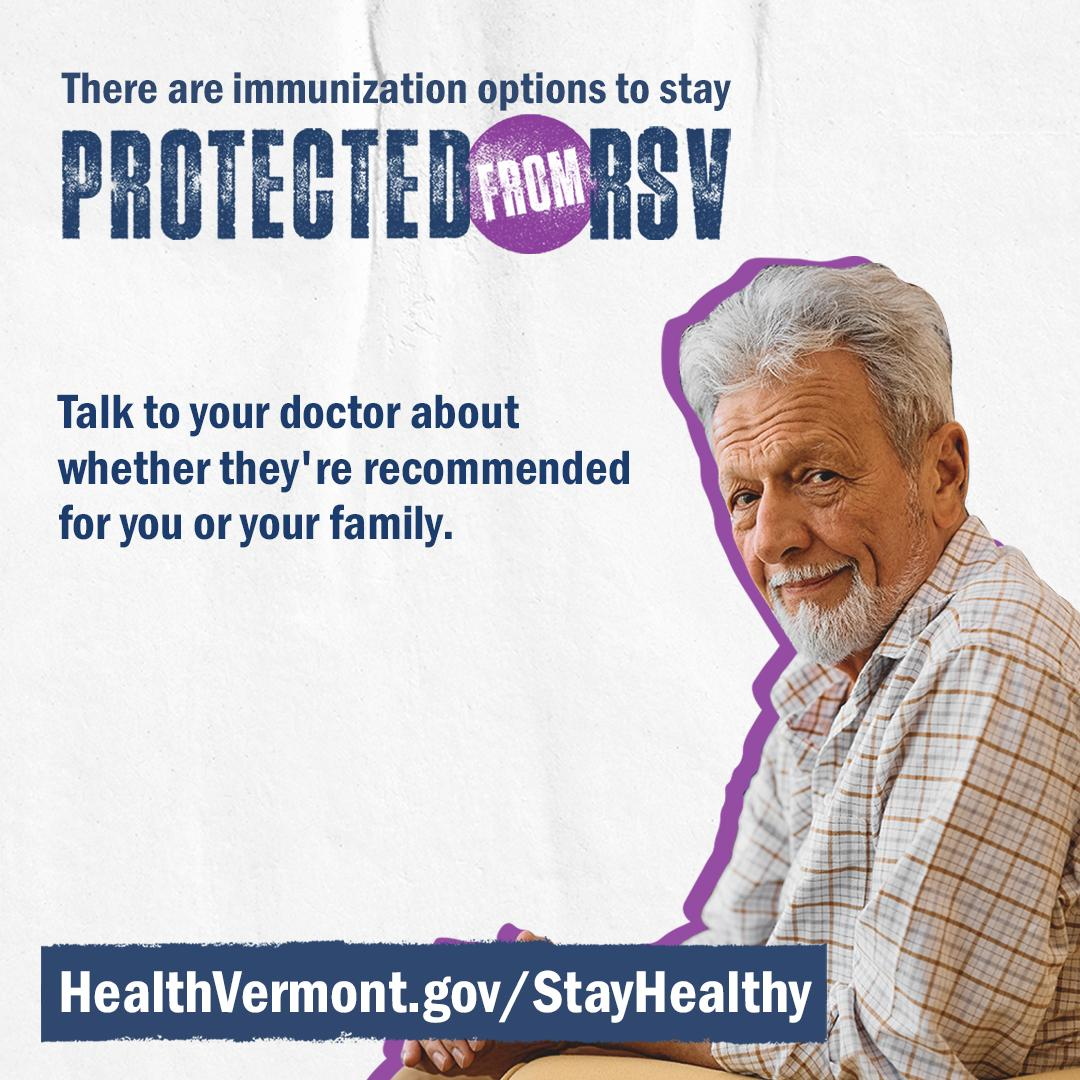 There are immunization options to stay
PROTECTED FROM RSV
Talk to your doctor about
whether they're recommended
for you or your family.
HealthVermont.gov/StayHealthy